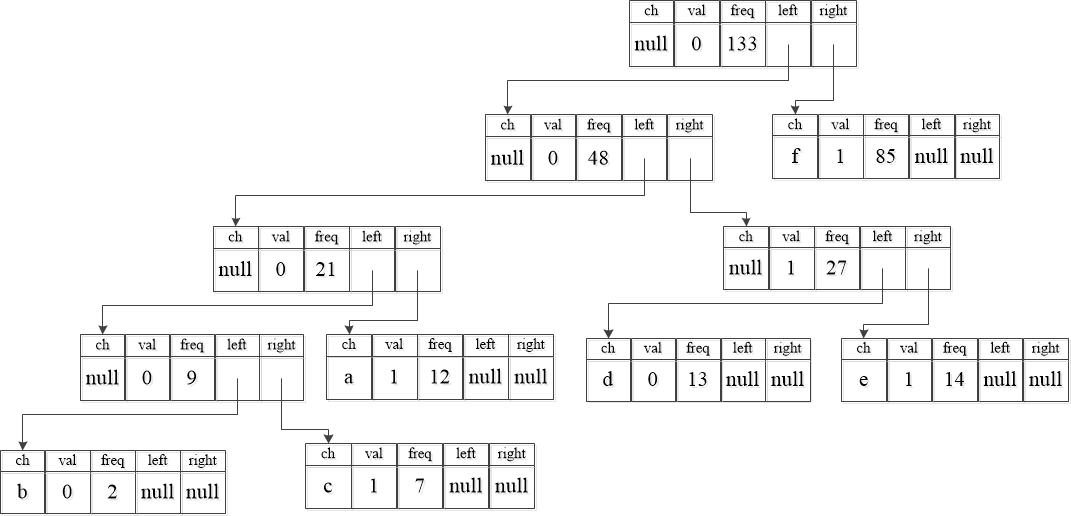 ch val freq left right
null 0 133
ch val freq left right
null 0 48
ch val freq left right
f 1 85 null null
ch val freq left right
null 0 21
ch val freq left right
null 1 27
ch val freq left right
null 0 9
ch val freq left right
a 1 12 null null
ch val freq left right
d 0 13 null null
ch val freq left right
e 1 14 null null
ch val freq left right
b 0 2 null null
ch val freq left right
c 1 7 null null